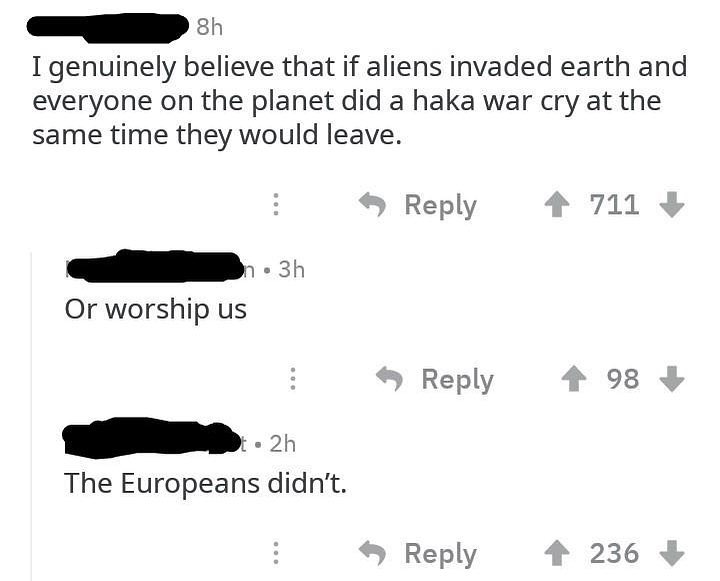 8h
I genuinely believe that if aliens invaded earth and
everyone on the planet did a haka war cry at the
same time they would leave.
Reply 711
n • 3h
Or worship us
Reply 98
t • 2h
The Europeans didn't.
Reply 236